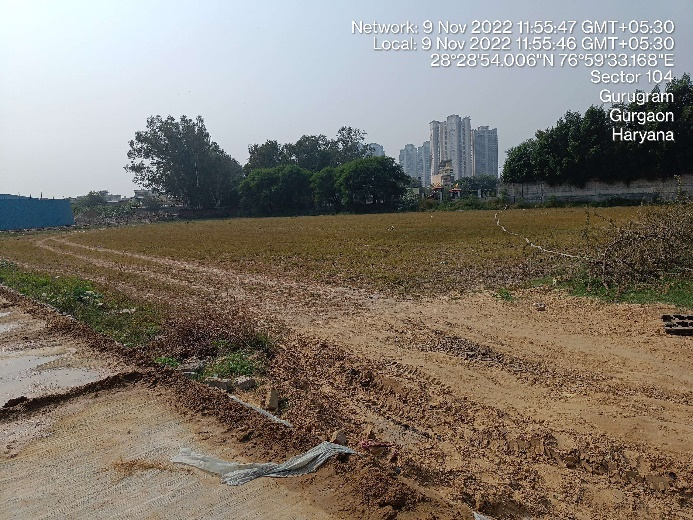 Network: 9 Nov 2022 11:55:47 GMT+05:30
Local: 9 Nov 2022 11:55:46 GMT+05:30
28°28'54.006"N 76°59'33.168"E
Sector 104
Gurugram
Gurgaon
Haryana